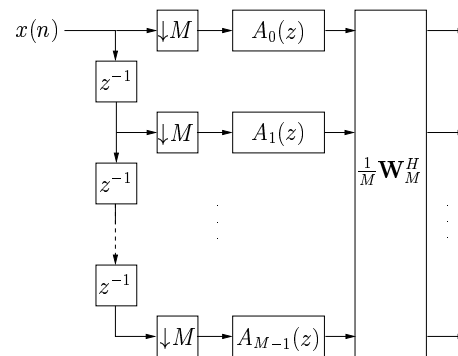 x(n) ↓M A_0(z)
z^{-1}
↓M A_1(z)
\frac{1}{M} \mathbf{W}_M^H
z^{-1}
z^{-1}
↓M A_{M-1}(z)